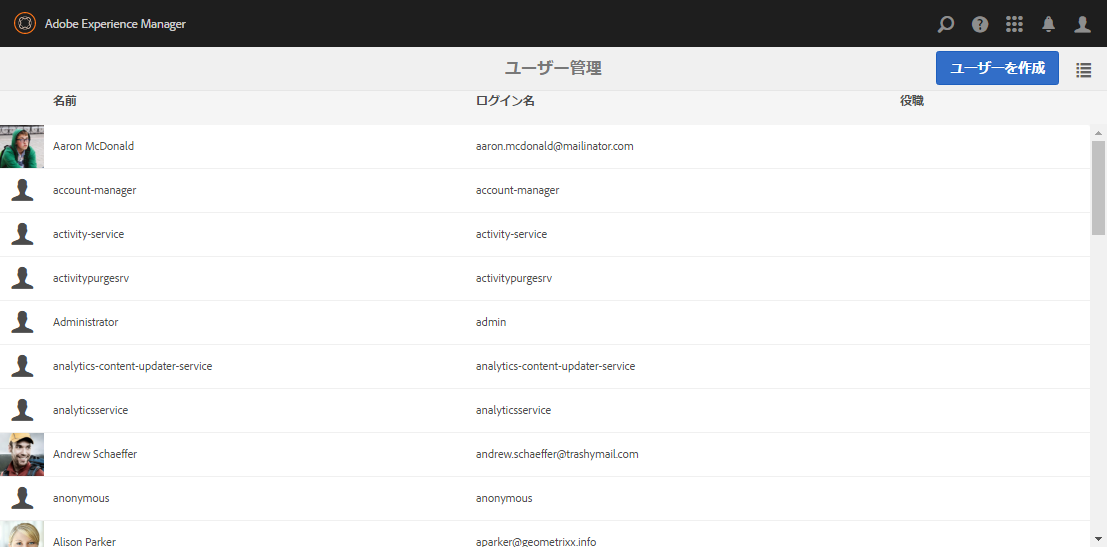 Adobe Experience Manager
ユーザー管理
ユーザーを作成
名前 ログイン名 役職
Aaron McDonald aaron.mcdonald@mailinator.com
account-manager account-manager
activity-service activity-service
activitypurgesrv activitypurgesrv
Administrator admin
analytics-content-updater-service analytics-content-updater-service
analyticsservice analyticsservice
Andrew Schaeffer andrew.schaeffer@trashymail.com
anonymous anonymous
Alison Parker aparker@geometrixx.info